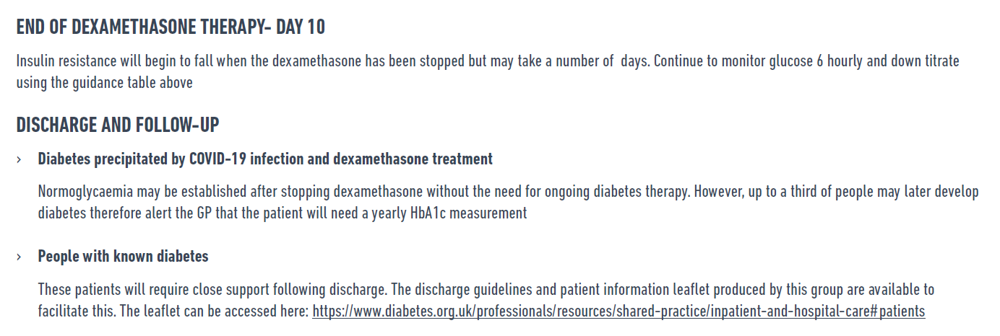 END OF DEXAMETHASONE THERAPY- DAY 10
Insulin resistance will begin to fall when the dexamethasone has been stopped but may take a number of  days. Continue to monitor glucose 6 hourly and down titrate
using the guidance table above
DISCHARGE AND FOLLOW-UP
› Diabetes precipitated by COVID-19 infection and dexamethasone treatment
Normoglycaemia may be established after stopping dexamethasone without the need for ongoing diabetes therapy. However, up to a third of people may later develop
diabetes therefore alert the GP that the patient will need a yearly HbA1c measurement
› People with known diabetes
These patients will require close support following discharge. The discharge guidelines and patient information leaflet produced by this group are available to
facilitate this. The leaflet can be accessed here: https://www.diabetes.org.uk/professionals/resources/shared-practice/inpatient-and-hospital-care#patients